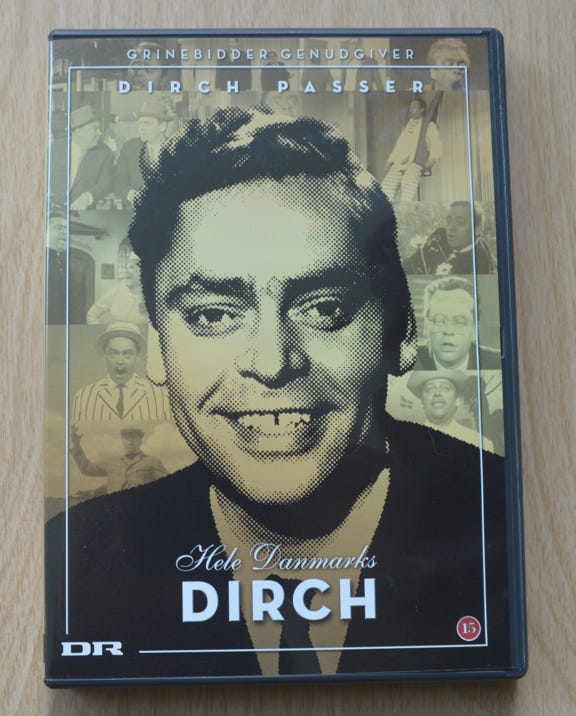 GRINEBIDDER GENUDGIVER
DIRCH PASSER
Hele Danmarks
DIRCH
15
DR